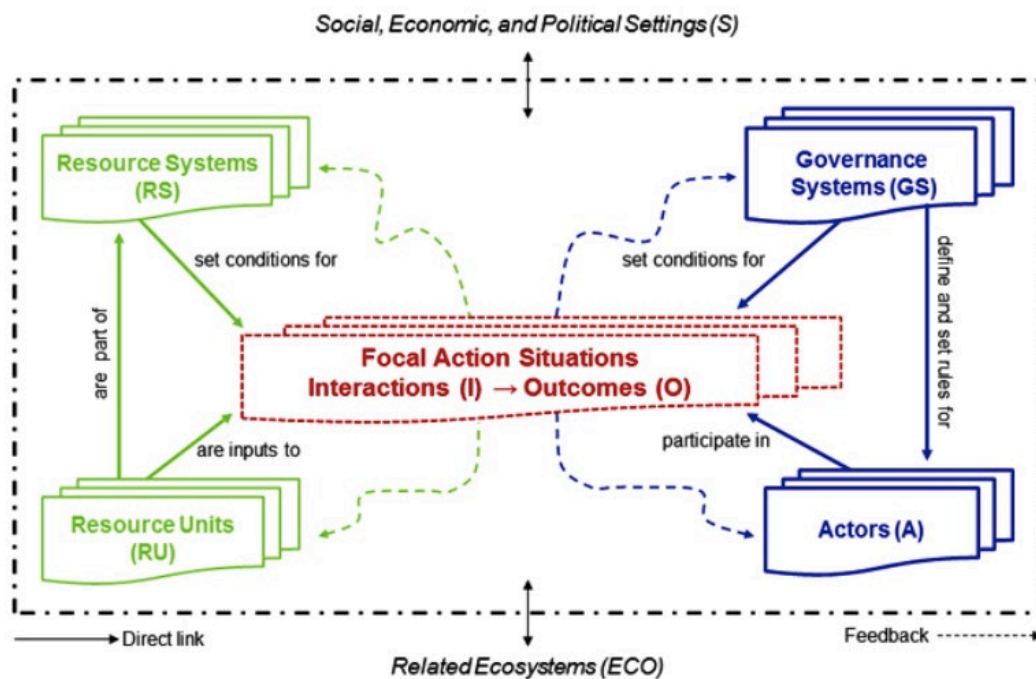 Social, Economic, and Political Settings (S)
Resource Systems
(RS)
Governance
Systems (GS)
set conditions for
set conditions for
are part of
define and set rules for
Focal Action Situations
Interactions (I) → Outcomes (O)
are inputs to
participate in
Resource Units
(RU)
Actors (A)
Direct link
Feedback
Related Ecosystems (ECO)